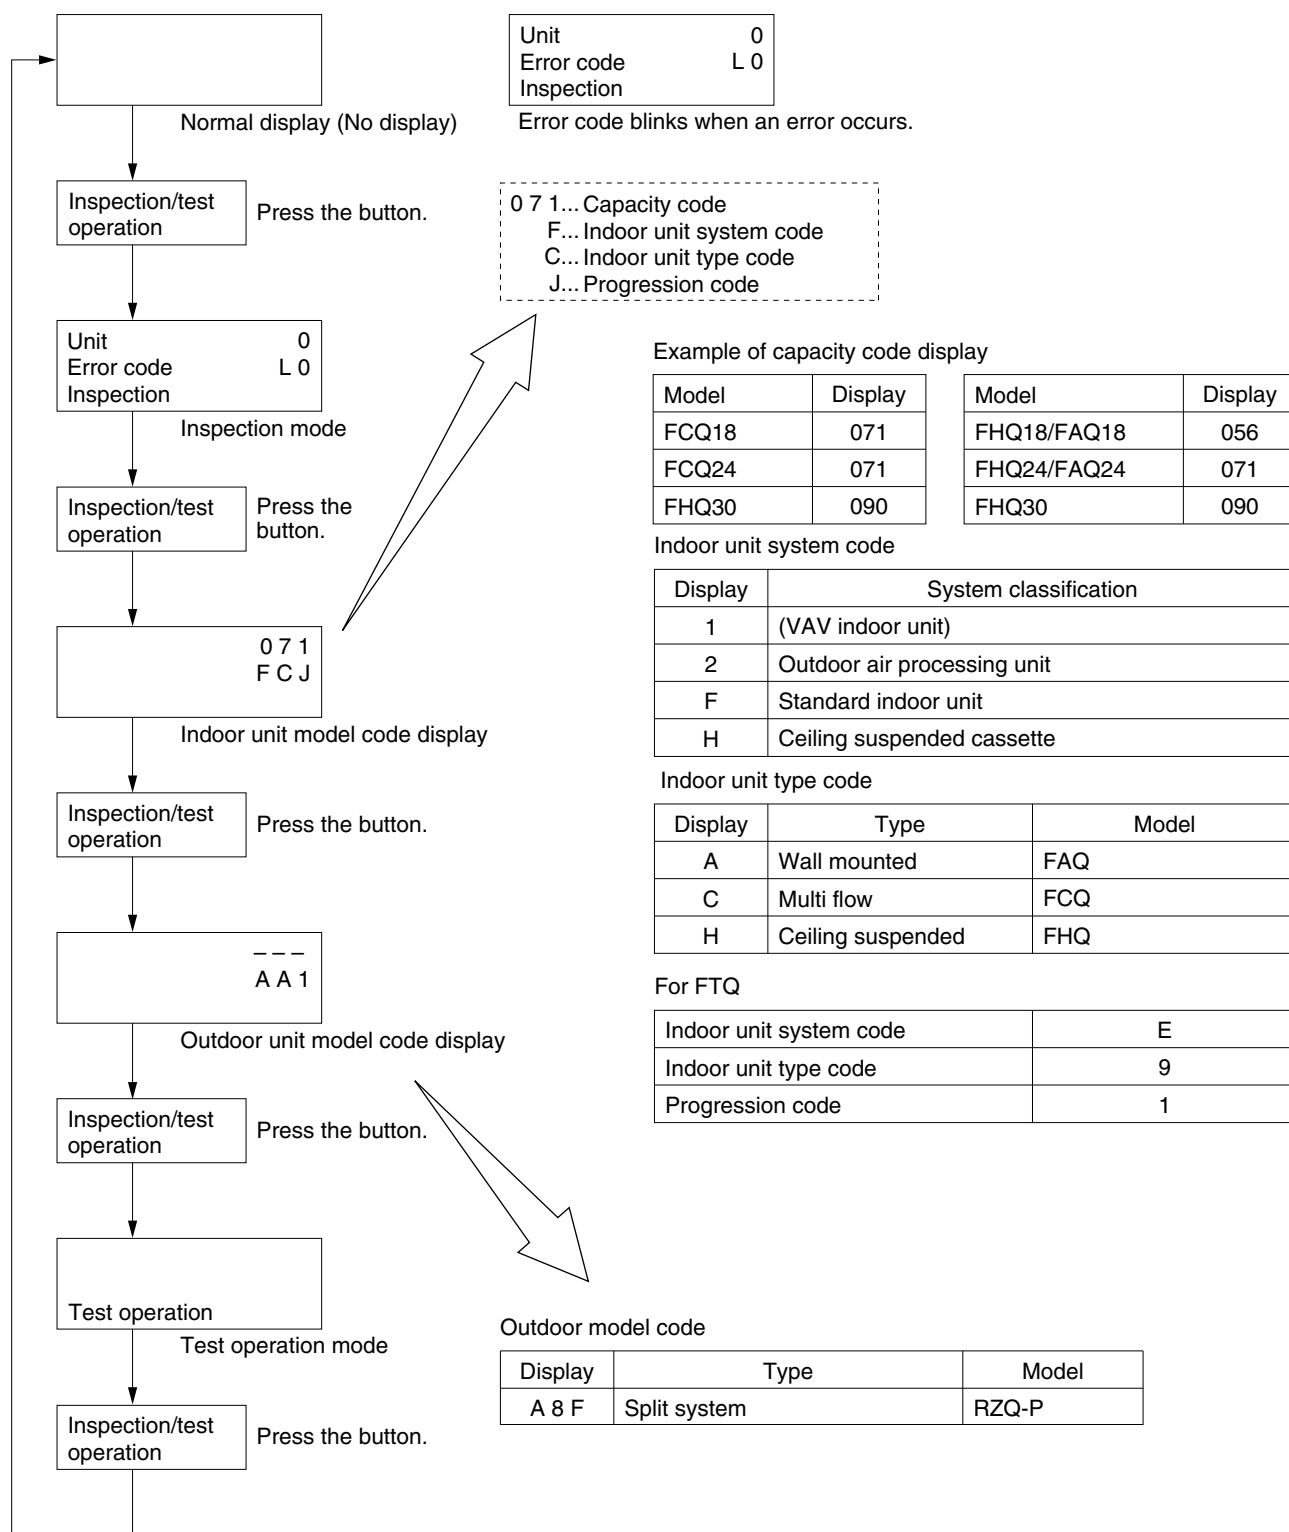 Unit 0
Error code L 0
Inspection
Normal display (No display)
Error code blinks when an error occurs.
Inspection/test
operation
Press the button.
0 7 1... Capacity code
F... Indoor unit system code
C... Indoor unit type code
J... Progression code
Unit 0
Error code L 0
Inspection
Inspection mode
Inspection/test
operation
Press the
button.
0 7 1
F C J
Indoor unit model code display
Inspection/test
operation
Press the button.
– – –
A A 1
Outdoor unit model code display
Inspection/test
operation
Press the button.
Test operation
Test operation mode
Inspection/test
operation
Press the button.
Example of capacity code display
Model Display
FCQ18 071
FCQ24 071
FHQ30 090
Model Display
FHQ18/FAQ18 056
FHQ24/FAQ24 071
FHQ30 090
Indoor unit system code
Display System classification
1 (VAV indoor unit)
2 Outdoor air processing unit
F Standard indoor unit
H Ceiling suspended cassette
Indoor unit type code
Display Type Model
A Wall mounted FAQ
C Multi flow FCQ
H Ceiling suspended FHQ
For FTQ
Indoor unit system code E
Indoor unit type code 9
Progression code 1
Outdoor model code
Display Type Model
A 8 F Split system RZQ-P